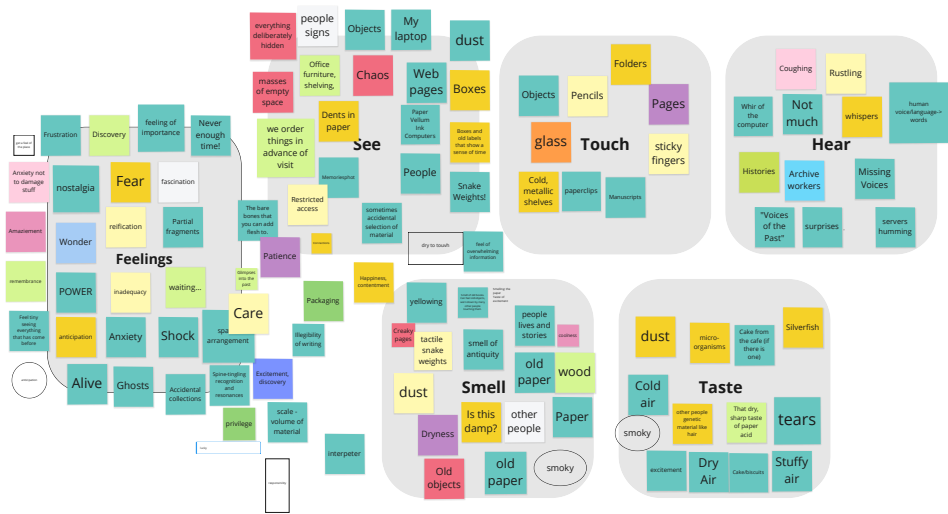 everything
deliberately
hidden
people
signs
Objects
My
laptop
dust
masses
of empty
space
Office
furniture,
shelving,
Chaos
Web
pages
Boxes
Dents in
paper
Paper
Vellum
Ink
Computers
Boxes and
old labels
that show a
sense of time
we order
things in
advance of
visit
See
People
Snake
Weights!
Restricted
access
sometimes
accidental
selection of
material
The bare
bones that
you can add
flesh to.
dry to touch
feel of
overwhelming
information
Patience
Glimpses
into the
past
Happiness,
contentment
Packaging
Care
Illegibility
of writing
Frustration
Discovery
feeling of
importance
Never
enough
time!
Anxiety not
to damage
stuff
nostalgia
Fear
fascination
Amaziement
Wonder
reification
Partial
fragments
Feelings
remembrance
POWER
inadequacy
waiting...
Feel tiny
seeing
everything
that has come
before
anticipation
Anxiety
Shock
arrangement
Alive
Ghosts
Accidental
collections
Spine-tingling
recognition
and
resonances
Excitement,
discovery
privilege
scale -
volume of
material
interpeter
Folders
Objects
Pencils
Pages
glass
Touch
sticky
fingers
Cold,
metallic
shelves
paperclips
Manuscripts
Coughing
Rustling
Whir of
the
computer
Not
much
whispers
human
voice/language->
words
Hear
Histories
Archive
workers
Missing
Voices
"Voices
of the
Past"
surprises
servers
humming
yellowing
people
lives and
stories
Creaky
pages
tactile
snake
weights
smell of
antiquity
coolness
old
paper
wood
Smell
dust
Dryness
Is this
damp?
other
people
Paper
Old
objects
old
paper
smoky
dust
micro-
organisms
Cake from
the cafe (if
there is
one)
Silverfish
Taste
Cold
air
smoky
other people
genetic
material like
hair
That dry,
sharp taste
of paper
acid
tears
excitement
Dry
Air
Cake/biscuits
Stuffy
air